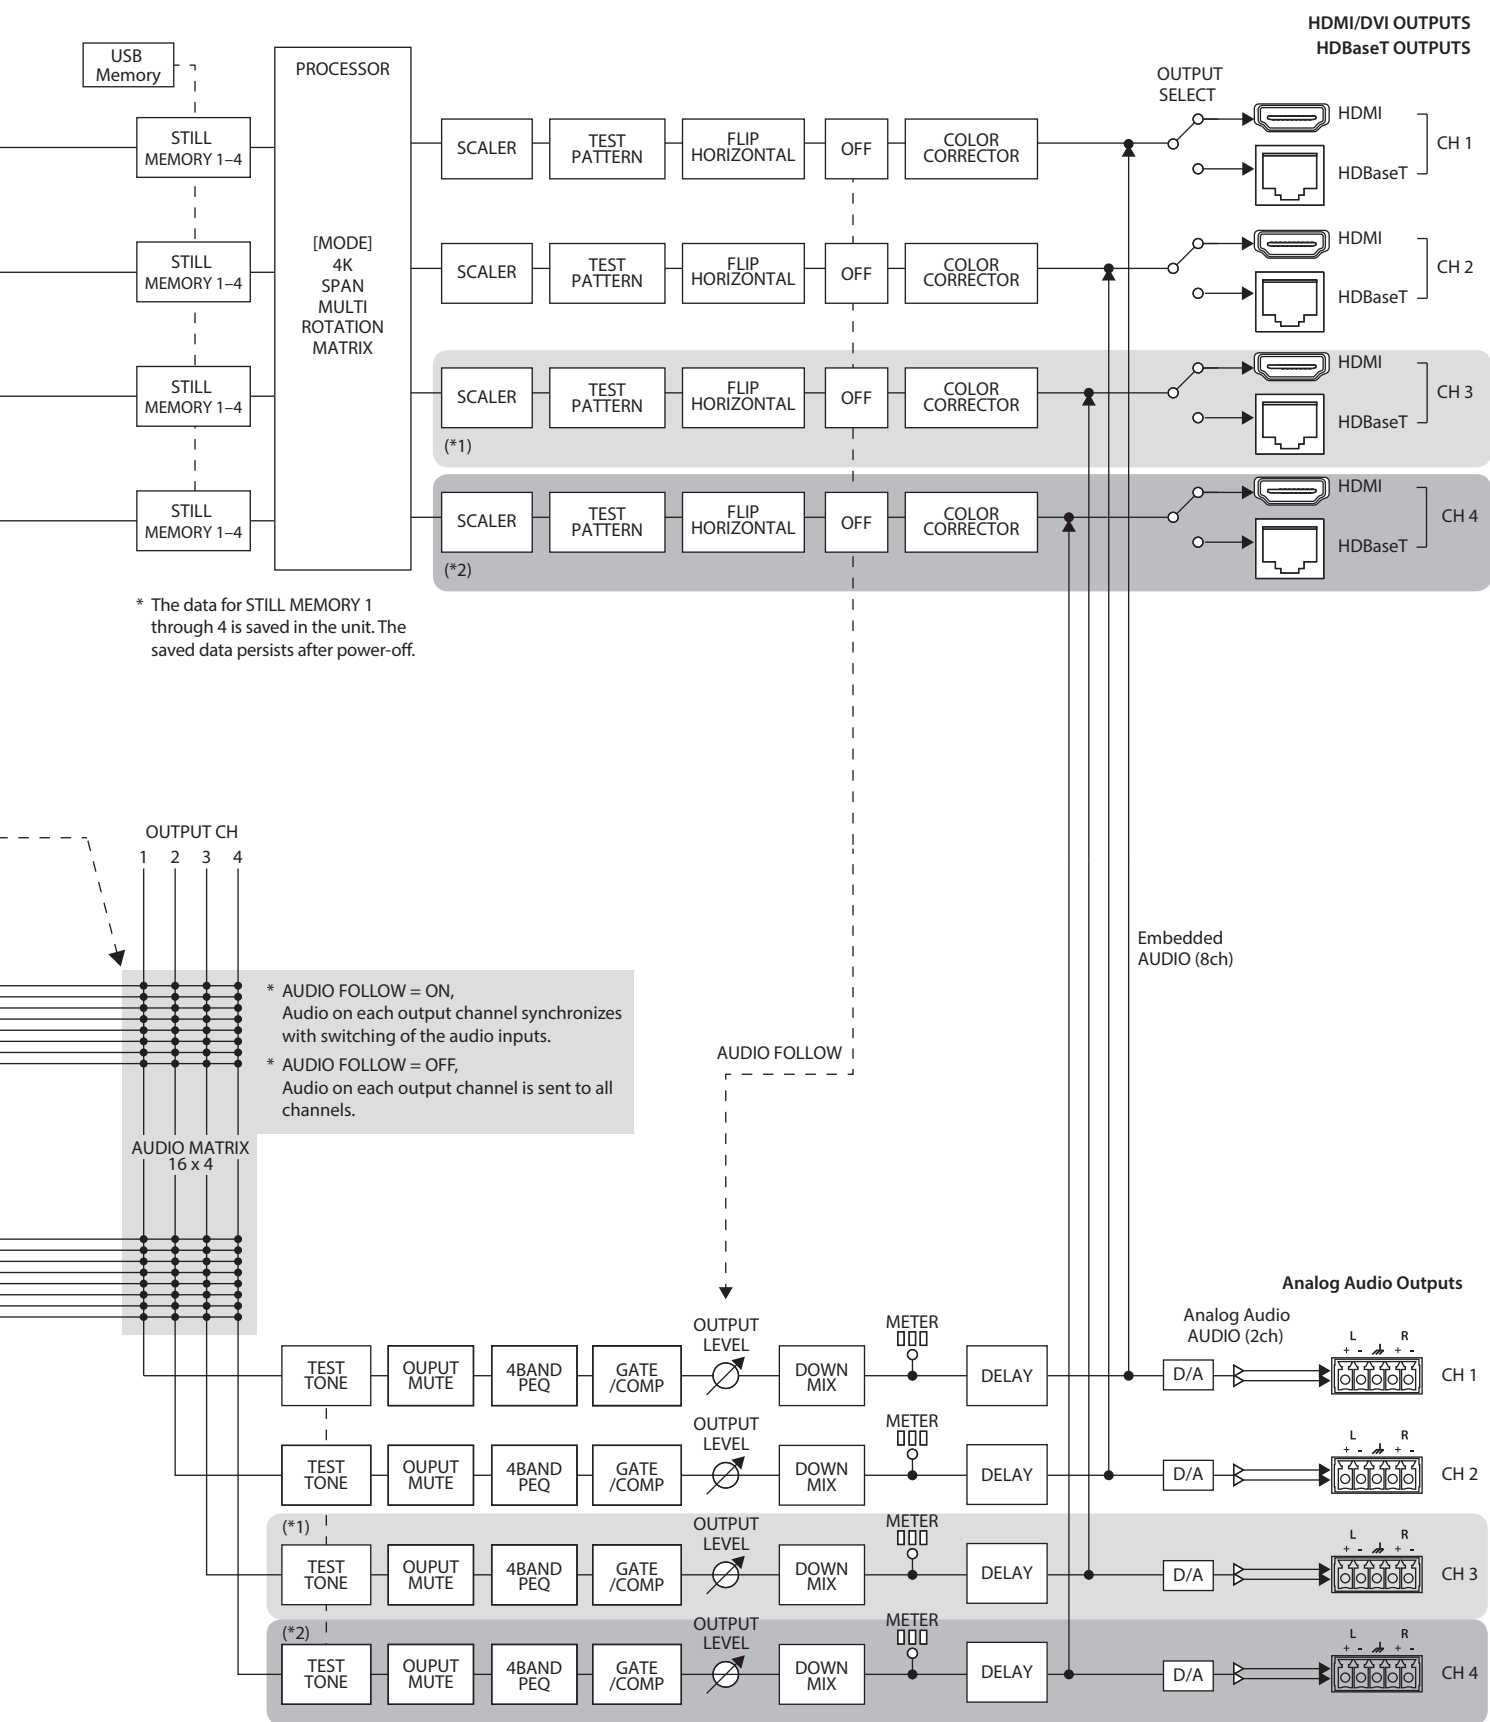 HDMI/DVI OUTPUTS
HDBaseT OUTPUTS
USB
Memory
PROCESSOR
OUTPUT
SELECT
STILL
MEMORY 1–4
SCALER
TEST
PATTERN
FLIP
HORIZONTAL
OFF
COLOR
CORRECTOR
HDMI
HDBaseT
CH 1
STILL
MEMORY 1–4
[MODE]
4K
SPAN
MULTI
ROTATION
MATRIX
SCALER
TEST
PATTERN
FLIP
HORIZONTAL
OFF
COLOR
CORRECTOR
HDMI
HDBaseT
CH 2
STILL
MEMORY 1–4
SCALER
TEST
PATTERN
FLIP
HORIZONTAL
OFF
COLOR
CORRECTOR
HDMI
HDBaseT
CH 3
(*1)
STILL
MEMORY 1–4
SCALER
TEST
PATTERN
FLIP
HORIZONTAL
OFF
COLOR
CORRECTOR
HDMI
HDBaseT
CH 4
(*2)
* The data for STILL MEMORY 1
through 4 is saved in the unit. The
saved data persists after power-off.
OUTPUT CH
1 2 3 4
Embedded
AUDIO (8ch)
* AUDIO FOLLOW = ON,
Audio on each output channel synchronizes
with switching of the audio inputs.
* AUDIO FOLLOW = OFF,
Audio on each output channel is sent to all
channels.
AUDIO FOLLOW
AUDIO MATRIX
16 x 4
Analog Audio Outputs
Analog Audio
AUDIO (2ch)
TEST
TONE
OUPUT
MUTE
4BAND
PEQ
GATE
/COMP
OUTPUT
LEVEL
DOWN
MIX
METER
DELAY
D/A
L R
+ - + -
CH 1
TEST
TONE
OUPUT
MUTE
4BAND
PEQ
GATE
/COMP
OUTPUT
LEVEL
DOWN
MIX
METER
DELAY
D/A
L R
+ - + -
CH 2
(*1)
TEST
TONE
OUPUT
MUTE
4BAND
PEQ
GATE
/COMP
OUTPUT
LEVEL
DOWN
MIX
METER
DELAY
D/A
L R
+ - + -
CH 3
(*2)
TEST
TONE
OUPUT
MUTE
4BAND
PEQ
GATE
/COMP
OUTPUT
LEVEL
DOWN
MIX
METER
DELAY
D/A
L R
+ - + -
CH 4